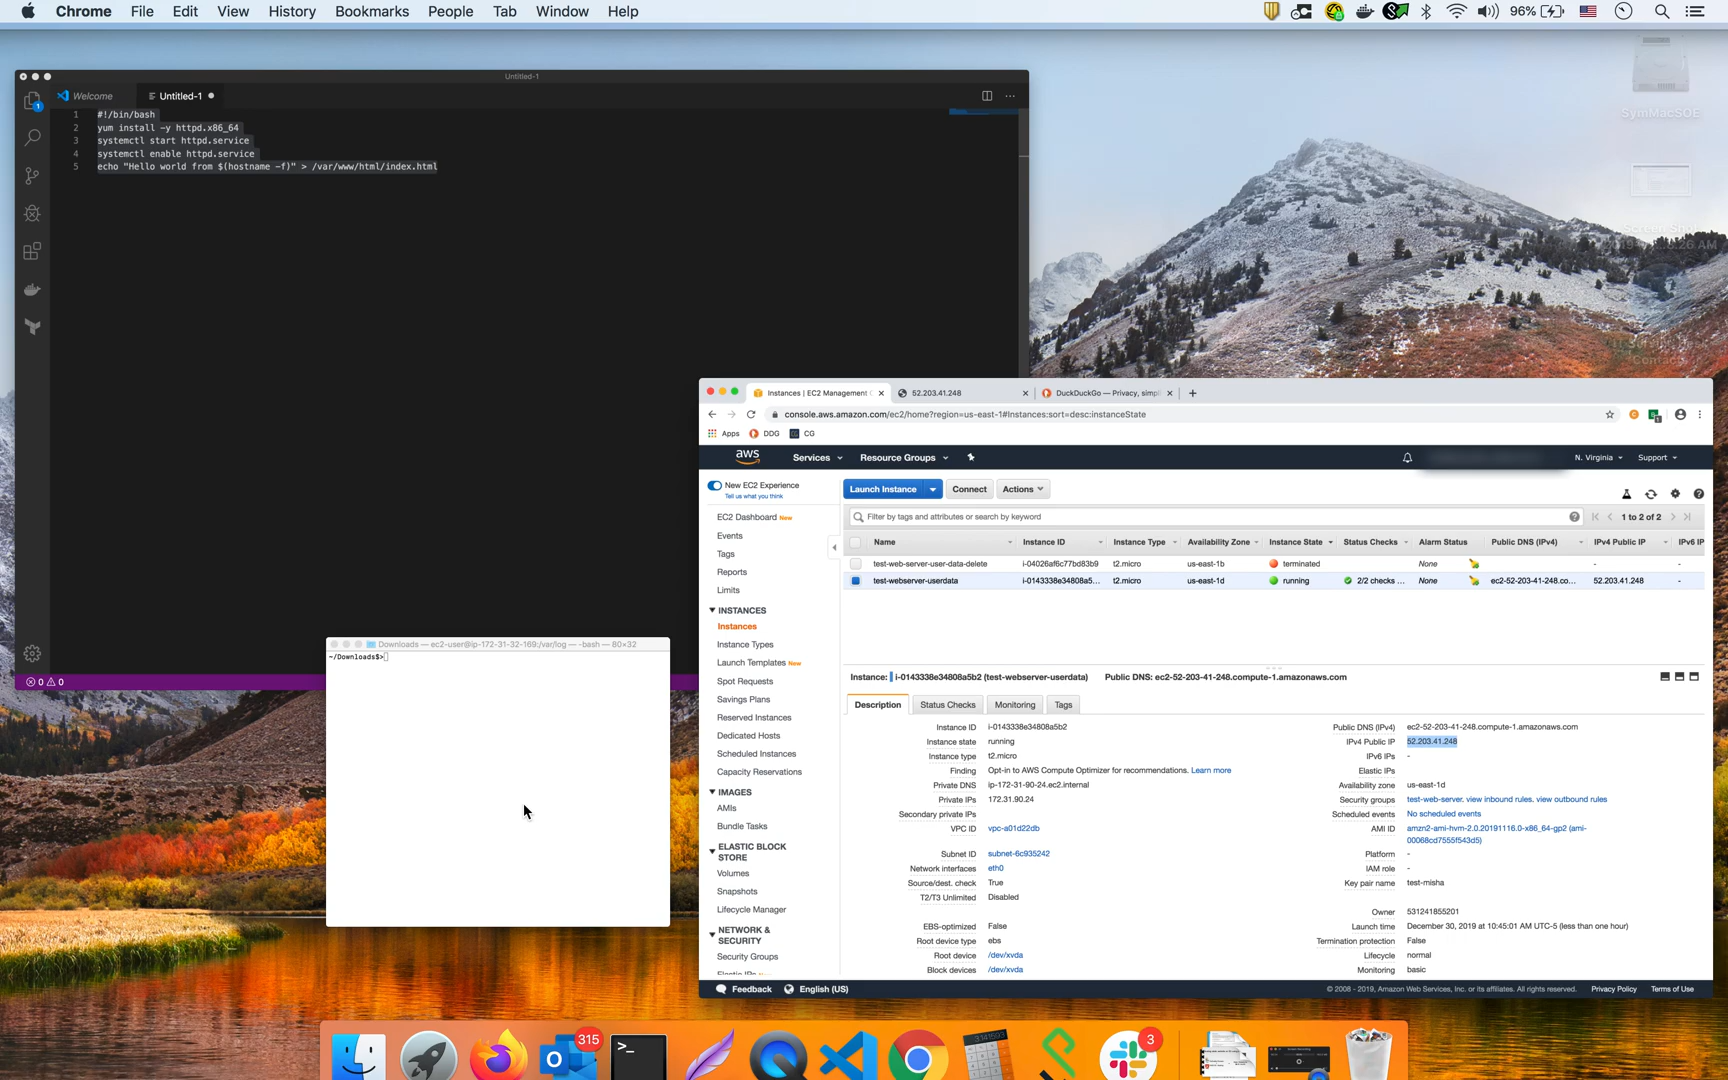 Chrome File Edit View History Bookmarks People Tab Window Help
96%
SymMacSOE
Untitled-1
Welcome
Untitled-1
1
1 #!/bin/bash
2 yum install -y httpd.x86_64
3 systemctl start httpd.service
4 systemctl enable httpd.service
5 echo "Hello world from $(hostname -f)" > /var/www/html/index.html
0 0
Downloads — ec2-user@ip-172-31-32-169:/var/log — -bash — 80×32
~/Downloads$>
Instances | EC2 Management
52.203.41.248
DuckDuckGo — Privacy, simpl
console.aws.amazon.com/ec2/home?region=us-east-1#Instances:sort=desc:instanceState
Apps DDG CG
aws Services Resource Groups
N. Virginia Support
New EC2 Experience
Tell us what you think
EC2 Dashboard New
Events
Tags
Reports
Limits
INSTANCES
Instances
Instance Types
Launch Templates New
Spot Requests
Savings Plans
Reserved Instances
Dedicated Hosts
Scheduled Instances
Capacity Reservations
IMAGES
AMIs
Bundle Tasks
ELASTIC BLOCK
STORE
Volumes
Snapshots
Lifecycle Manager
NETWORK &
SECURITY
Security Groups
Launch Instance Connect Actions
Filter by tags and attributes or search by keyword
1 to 2 of 2
Name Instance ID Instance Type Availability Zone Instance State Status Checks Alarm Status Public DNS (IPv4) IPv4 Public IP IPv6 IP
test-web-server-user-data-delete i-04026af6c77bd83b9 t2.micro us-east-1b terminated None - -
test-webserver-userdata i-0143338e34808a5... t2.micro us-east-1d running 2/2 checks ... None ec2-52-203-41-248.co... 52.203.41.248 -
Instance: i-0143338e34808a5b2 (test-webserver-userdata) Public DNS: ec2-52-203-41-248.compute-1.amazonaws.com
Description Status Checks Monitoring Tags
Instance ID i-0143338e34808a5b2
Instance state running
Instance type t2.micro
Finding Opt-in to AWS Compute Optimizer for recommendations. Learn more
Private DNS ip-172-31-90-24.ec2.internal
Private IPs 172.31.90.24
Secondary private IPs
VPC ID vpc-a01d22db
Subnet ID subnet-6c935242
Network interfaces eth0
Source/dest. check True
T2/T3 Unlimited Disabled
EBS-optimized False
Root device type ebs
Root device /dev/xvda
Block devices /dev/xvda
Public DNS (IPv4) ec2-52-203-41-248.compute-1.amazonaws.com
IPv4 Public IP 52.203.41.248
IPv6 IPs -
Elastic IPs
Availability zone us-east-1d
Security groups test-web-server. view inbound rules. view outbound rules
Scheduled events No scheduled events
AMI ID amzn2-ami-hvm-2.0.20191116.0-x86_64-gp2 (ami-
00068cd7555f543d5)
Platform -
IAM role -
Key pair name test-misha
Owner 531241855201
Launch time December 30, 2019 at 10:45:01 AM UTC-5 (less than one hour)
Termination protection False
Lifecycle normal
Monitoring basic
Feedback English (US)
© 2008 - 2019, Amazon Web Services, Inc. or its affiliates. All rights reserved. Privacy Policy Terms of Use
315
3